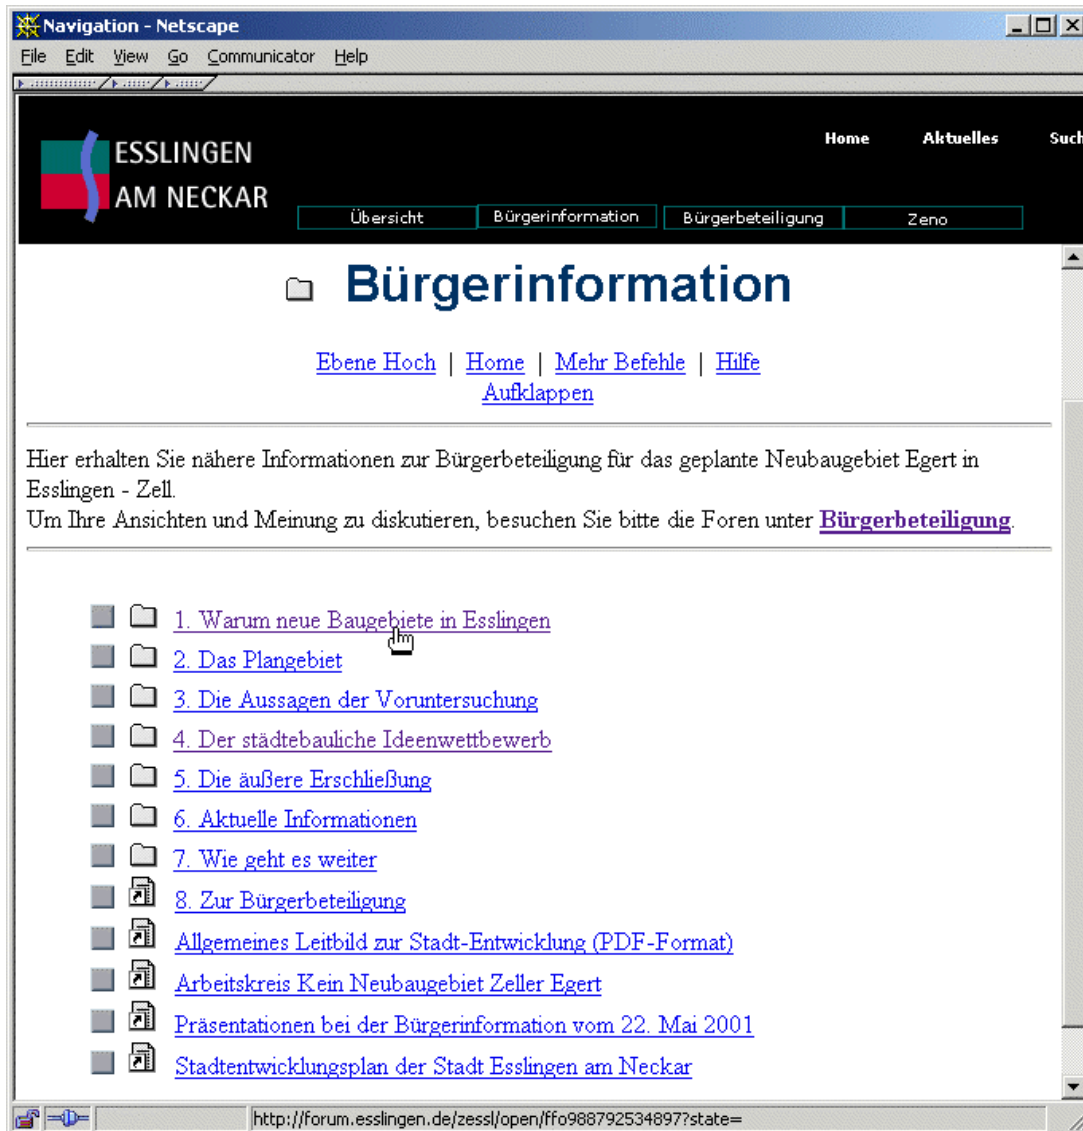 Navigation - Netscape
File Edit View Go Communicator Help
ESSLINGEN
AM NECKAR
Home Aktuelles Such
Übersicht Bürgerinformation Bürgerbeteiligung Zeno
Bürgerinformation
Ebene Hoch | Home | Mehr Befehle | Hilfe
Aufklappen
Hier erhalten Sie nähere Informationen zur Bürgerbeteiligung für das geplante Neubaugebiet Egert in
Esslingen - Zell.
Um Ihre Ansichten und Meinung zu diskutieren, besuchen Sie bitte die Foren unter Bürgerbeteiligung.
1. Warum neue Baugebiete in Esslingen
2. Das Plangebiet
3. Die Aussagen der Voruntersuchung
4. Der städtebauliche Ideenwettbewerb
5. Die äußere Erschließung
6. Aktuelle Informationen
7. Wie geht es weiter
8. Zur Bürgerbeteiligung
Allgemeines Leitbild zur Stadt-Entwicklung (PDF-Format)
Arbeitskreis Kein Neubaugebiet Zeller Egert
Präsentationen bei der Bürgerinformation vom 22. Mai 2001
Stadtentwicklungsplan der Stadt Esslingen am Neckar
http://forum.esslingen.de/zessl/open/ffo988792534897?state=